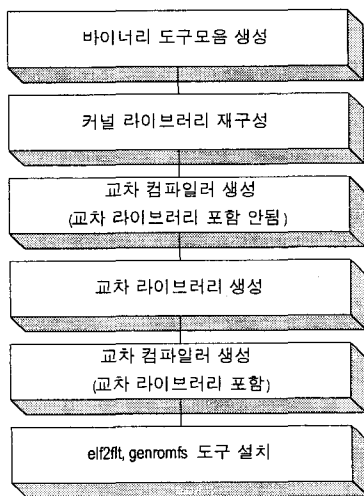 바이너리 도구모음 생성
커널 라이브러리 재구성
교차 컴파일러 생성
(교차 라이브러리 포함 안됨)
교차 라이브러리 생성
교차 컴파일러 생성
(교차 라이브러리 포함)
elf2flt, genromfs 도구 설치